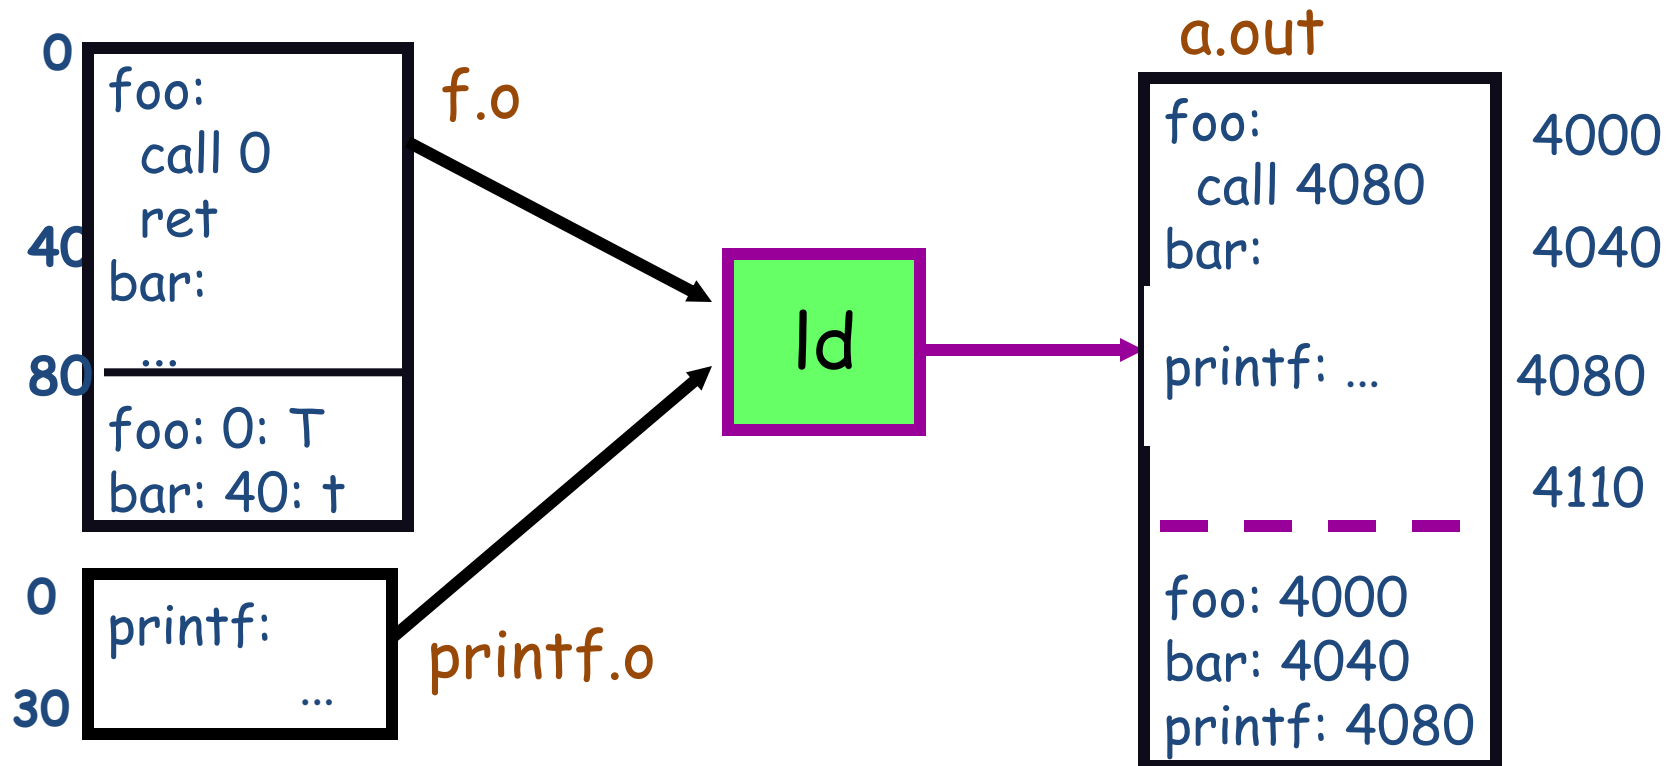 0
foo:
call 0
ret
40
bar:
...
80
foo: 0: T
bar: 40: t
f.o
0
printf:
...
30
printf.o
ld
a.out
foo:
4000
call 4080
bar:
4040
printf: ...
4080
4110
foo: 4000
bar: 4040
printf: 4080